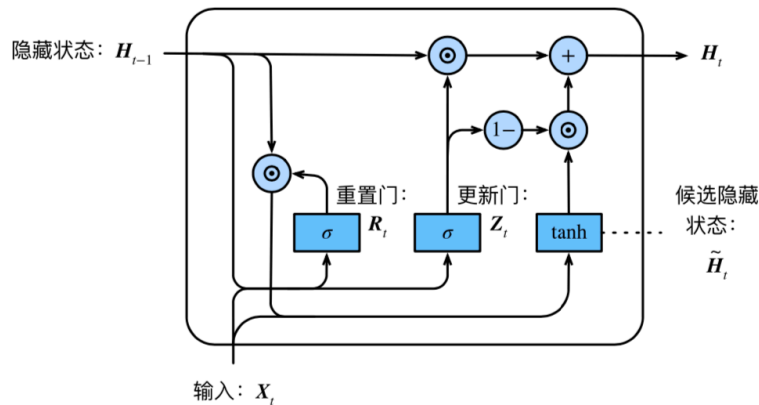 隐藏状态：H_{t−1}
⊙
+
H_t
1−
⊙
⊙
重置门：
R_t
更新门：
Z_t
候选隐藏
状态：
H̃_t
σ
σ
tanh
输入：X_t